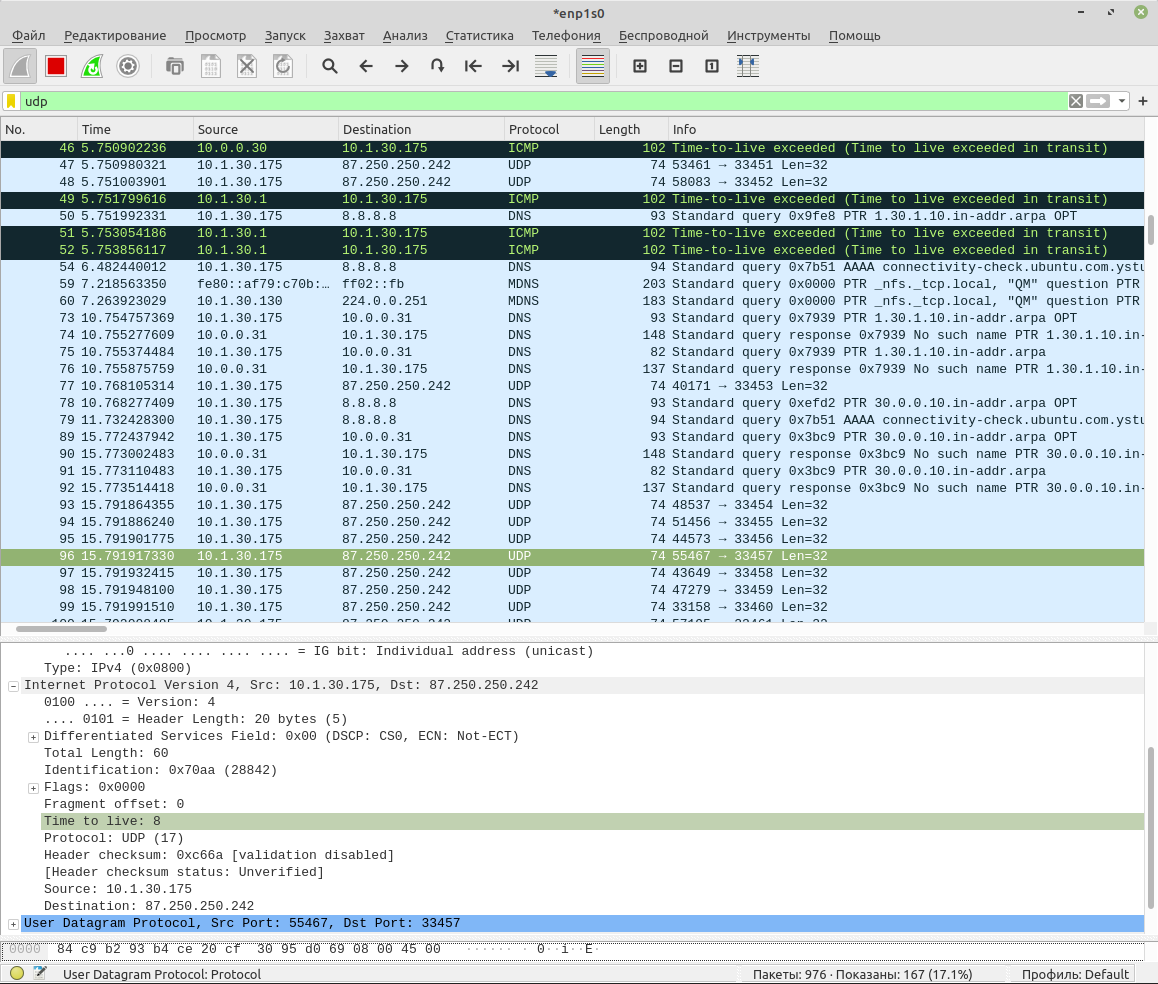 *enp1s0
Файл Редактирование Просмотр Запуск Захват Анализ Статистика Телефония Беспроводной Инструменты Помощь
udp
No. Time Source Destination Protocol Length Info
46 5.750902236 10.0.0.30 10.1.30.175 ICMP 102 Time-to-live exceeded (Time to live exceeded in transit)
47 5.750980321 10.1.30.175 87.250.250.242 UDP 74 53461 → 33451 Len=32
48 5.751003901 10.1.30.175 87.250.250.242 UDP 74 58083 → 33452 Len=32
49 5.751799616 10.1.30.1 10.1.30.175 ICMP 102 Time-to-live exceeded (Time to live exceeded in transit)
50 5.751992331 10.1.30.175 8.8.8.8 DNS 93 Standard query 0x9fe8 PTR 1.30.1.10.in-addr.arpa OPT
51 5.753054186 10.1.30.1 10.1.30.175 ICMP 102 Time-to-live exceeded (Time to live exceeded in transit)
52 5.753856117 10.1.30.1 10.1.30.175 ICMP 102 Time-to-live exceeded (Time to live exceeded in transit)
54 6.482440012 10.1.30.175 8.8.8.8 DNS 94 Standard query 0x7b51 AAAA connectivity-check.ubuntu.com.ystu
59 7.218563350 fe80::af79:c70b:… ff02::fb MDNS 203 Standard query 0x0000 PTR _nfs._tcp.local, "QM" question PTR
60 7.263923029 10.1.30.130 224.0.0.251 MDNS 183 Standard query 0x0000 PTR _nfs._tcp.local, "QM" question PTR
73 10.754757369 10.1.30.175 10.0.0.31 DNS 93 Standard query 0x7939 PTR 1.30.1.10.in-addr.arpa OPT
74 10.755277609 10.0.0.31 10.1.30.175 DNS 148 Standard query response 0x7939 No such name PTR 1.30.1.10.in-
75 10.755374484 10.1.30.175 10.0.0.31 DNS 82 Standard query 0x7939 PTR 1.30.1.10.in-addr.arpa
76 10.755875759 10.0.0.31 10.1.30.175 DNS 137 Standard query response 0x7939 No such name PTR 1.30.1.10.in-
77 10.768105314 10.1.30.175 87.250.250.242 UDP 74 40171 → 33453 Len=32
78 10.768277409 10.1.30.175 8.8.8.8 DNS 93 Standard query 0xefd2 PTR 30.0.0.10.in-addr.arpa OPT
79 11.732428300 10.1.30.175 8.8.8.8 DNS 94 Standard query 0x7b51 AAAA connectivity-check.ubuntu.com.ystu
89 15.772437942 10.1.30.175 10.0.0.31 DNS 93 Standard query 0x3bc9 PTR 30.0.0.10.in-addr.arpa OPT
90 15.773002483 10.0.0.31 10.1.30.175 DNS 148 Standard query response 0x3bc9 No such name PTR 30.0.0.10.in-
91 15.773110483 10.1.30.175 10.0.0.31 DNS 82 Standard query 0x3bc9 PTR 30.0.0.10.in-addr.arpa
92 15.773514418 10.0.0.31 10.1.30.175 DNS 137 Standard query response 0x3bc9 No such name PTR 30.0.0.10.in-
93 15.791864355 10.1.30.175 87.250.250.242 UDP 74 48537 → 33454 Len=32
94 15.791886240 10.1.30.175 87.250.250.242 UDP 74 51456 → 33455 Len=32
95 15.791901775 10.1.30.175 87.250.250.242 UDP 74 44573 → 33456 Len=32
96 15.791917330 10.1.30.175 87.250.250.242 UDP 74 55467 → 33457 Len=32
97 15.791932415 10.1.30.175 87.250.250.242 UDP 74 43649 → 33458 Len=32
98 15.791948100 10.1.30.175 87.250.250.242 UDP 74 47279 → 33459 Len=32
99 15.791991510 10.1.30.175 87.250.250.242 UDP 74 33158 → 33460 Len=32
.... ...0 .... .... .... .... = IG bit: Individual address (unicast)
Type: IPv4 (0x0800)
Internet Protocol Version 4, Src: 10.1.30.175, Dst: 87.250.250.242
0100 .... = Version: 4
.... 0101 = Header Length: 20 bytes (5)
Differentiated Services Field: 0x00 (DSCP: CS0, ECN: Not-ECT)
Total Length: 60
Identification: 0x70aa (28842)
Flags: 0x0000
Fragment offset: 0
Time to live: 8
Protocol: UDP (17)
Header checksum: 0xc66a [validation disabled]
[Header checksum status: Unverified]
Source: 10.1.30.175
Destination: 87.250.250.242
User Datagram Protocol, Src Port: 55467, Dst Port: 33457
0000 84 c9 b2 93 b4 ce 20 cf 30 95 d0 69 08 00 45 00 ······ · 0··i··E·
User Datagram Protocol: Protocol Пакеты: 976 · Показаны: 167 (17.1%) Профиль: Default